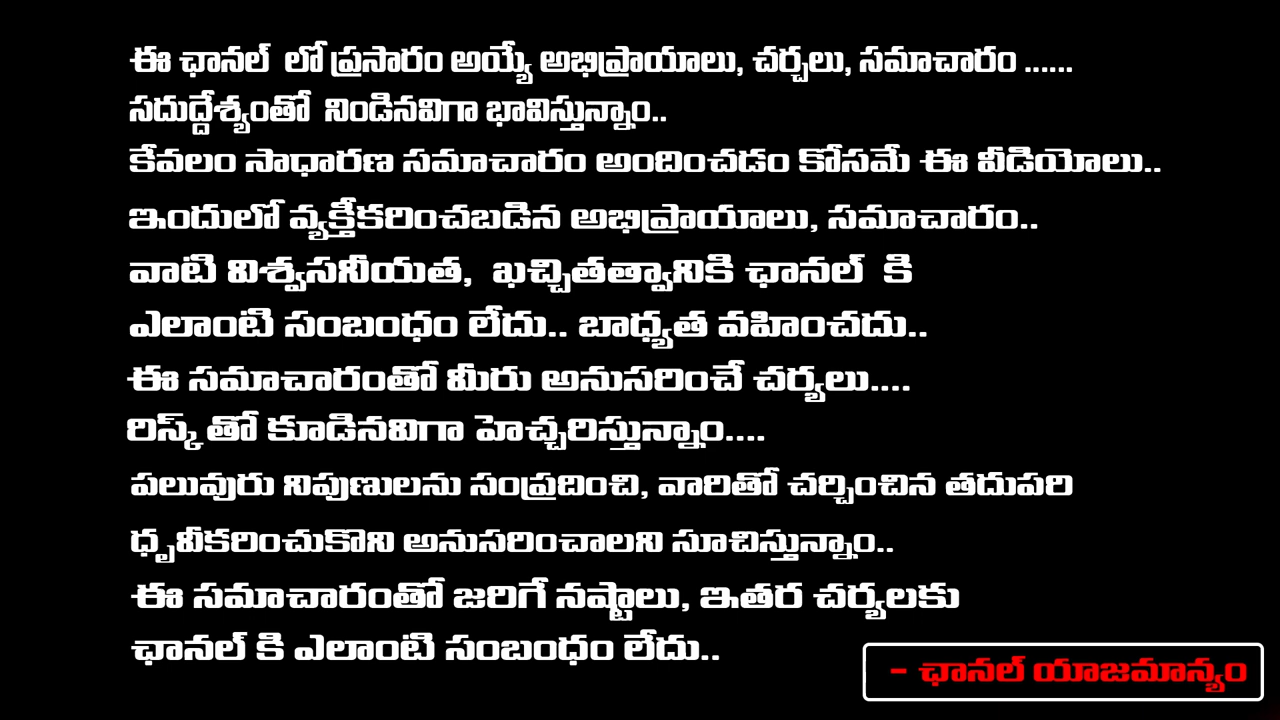 ఈ ఛానల్ లో ప్రసారం అయ్యే అభిప్రాయాలు, చర్చలు, సమాచారం ......
సదుద్దేశ్యంతో నిండినవిగా భావిస్తున్నాం..
కేవలం సాధారణ సమాచారం అందించడం కోసమే ఈ వీడియోలు..
ఇందులో వ్యక్తీకరించబడిన అభిప్రాయాలు, సమాచారం..
వాటి విశ్వసనీయత, ఖచ్చితత్వానికి ఛానల్ కి
ఎలాంటి సంబంధం లేదు.. బాధ్యత వహించదు..
ఈ సమాచారంతో మీరు అనుసరించే చర్యలు....
రిస్క్ తో కూడినవిగా హెచ్చరిస్తున్నాం....
పలువురు నిపుణులను సంప్రదించి, వారితో చర్చించిన తదుపరి
ధృవీకరించుకొని అనుసరించాలని సూచిస్తున్నాం..
ఈ సమాచారంతో జరిగే నష్టాలు, ఇతర చర్యలకు
ఛానల్ కి ఎలాంటి సంబంధం లేదు..
- ఛానల్ యాజమాన్యం